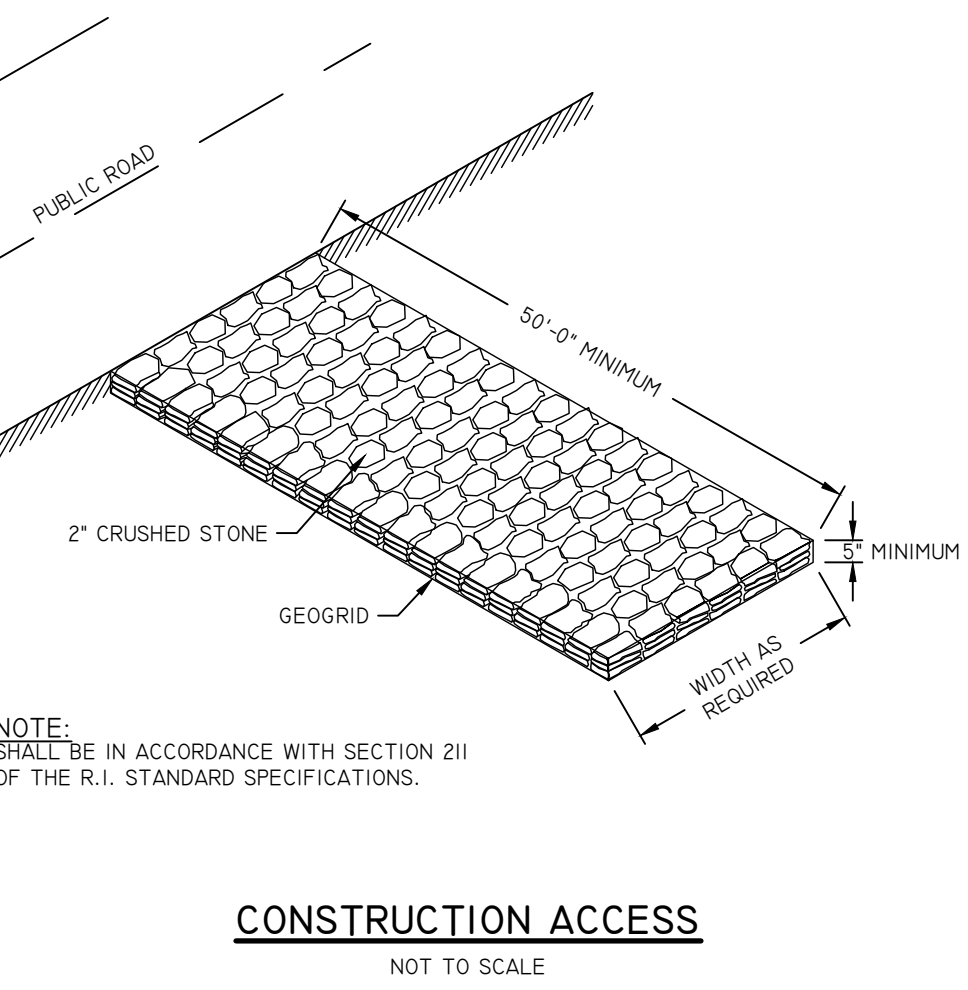 PUBLIC ROAD
50'-0" MINIMUM
2" CRUSHED STONE
5" MINIMUM
GEOGRID
WIDTH AS
REQUIRED
NOTE:
SHALL BE IN ACCORDANCE WITH SECTION 211
OF THE R.I. STANDARD SPECIFICATIONS.
CONSTRUCTION ACCESS
NOT TO SCALE